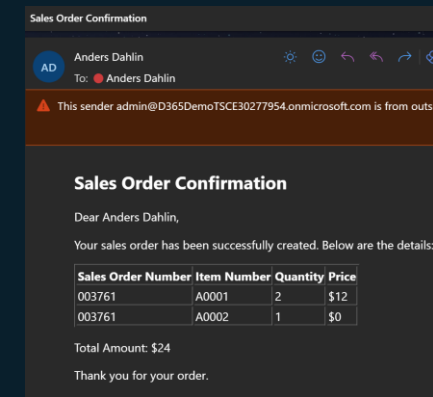 Sales Order Confirmation
AD
Anders Dahlin
To: Anders Dahlin
This sender admin@D365DemoTSCE30277954.onmicrosoft.com is from outs
Sales Order Confirmation
Dear Anders Dahlin,
Your sales order has been successfully created. Below are the details:
Sales Order Number Item Number Quantity Price
003761 A0001 2 $12
003761 A0002 1 $0
Total Amount: $24
Thank you for your order.